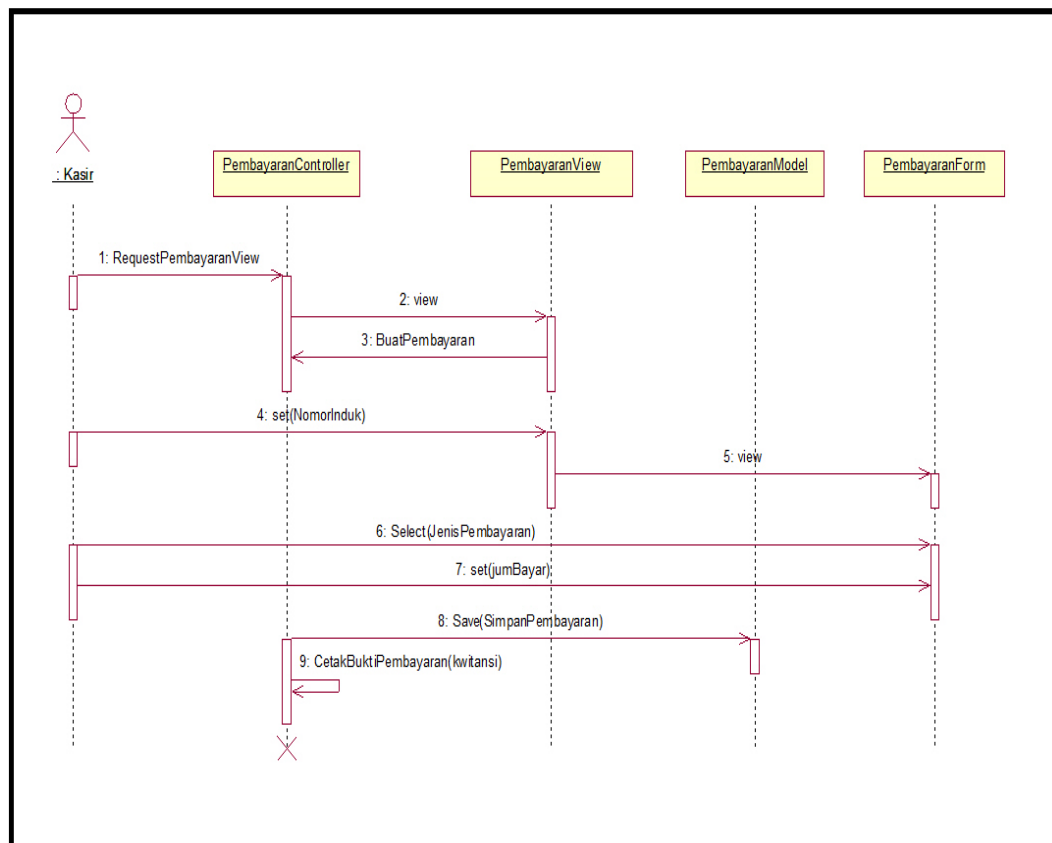 : Kasir
PembayaranController
PembayaranView
PembayaranModel
PembayaranForm
1: RequestPembayaranView
2: view
3: BuatPembayaran
4: set(NomorInduk)
5: view
6: Select(JenisPembayaran)
7: set(jumBayar)
8: Save(SimpanPembayaran)
9: CetakBuktiPembayaran(kwitansi)